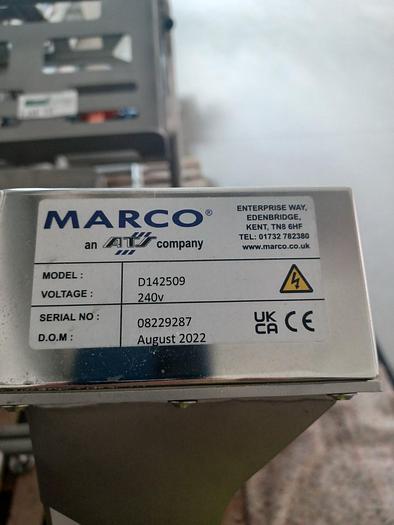 MARCO®
an ATS company
ENTERPRISE WAY,
EDENBRIDGE,
KENT, TN8 6HF
TEL: 01732 782380
www.marco.co.uk
MODEL : D142509
VOLTAGE : 240v
SERIAL NO : 08229287
D.O.M : August 2022
UK
CA CE